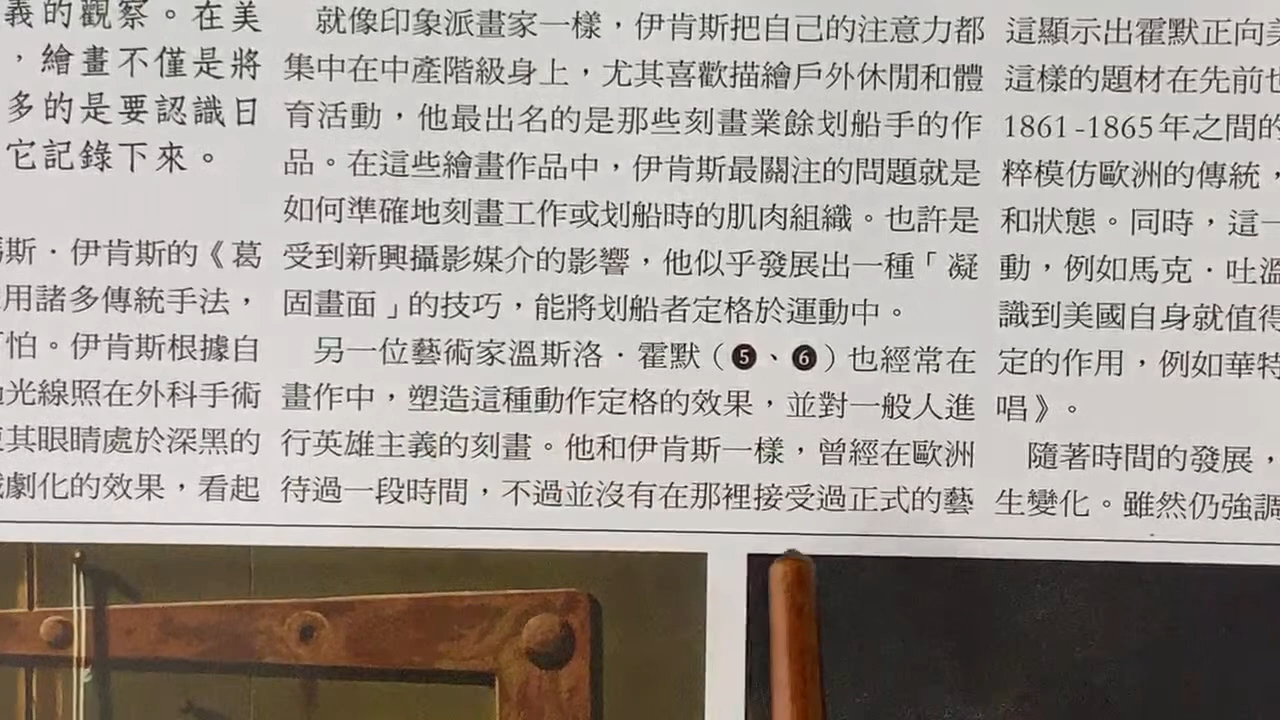 義的觀察。在美
，繪畫不僅是將
多的是要認識日
它記錄下來。
斯．伊肯斯的《葛
用諸多傳統手法，
怕。伊肯斯根據自
光線照在外科手術
其眼睛處於深黑的
劇化的效果，看起
就像印象派畫家一樣，伊肯斯把自己的注意力都
集中在中產階級身上，尤其喜歡描繪戶外休閒和體
育活動，他最出名的是那些刻畫業餘划船手的作
品。在這些繪畫作品中，伊肯斯最關注的問題就是
如何準確地刻畫工作或划船時的肌肉組織。也許是
受到新興攝影媒介的影響，他似乎發展出一種「凝
固畫面」的技巧，能將划船者定格於運動中。
另一位藝術家溫斯洛．霍默（❺、❻）也經常在
畫作中，塑造這種動作定格的效果，並對一般人進
行英雄主義的刻畫。他和伊肯斯一樣，曾經在歐洲
待過一段時間，不過並沒有在那裡接受過正式的藝
這顯示出霍默正向美
這樣的題材在先前也
1861-1865年之間的
粹模仿歐洲的傳統，
和狀態。同時，這一
動，例如馬克．吐溫
識到美國自身就值得
定的作用，例如華特
唱》。
隨著時間的發展，
生變化。雖然仍強調